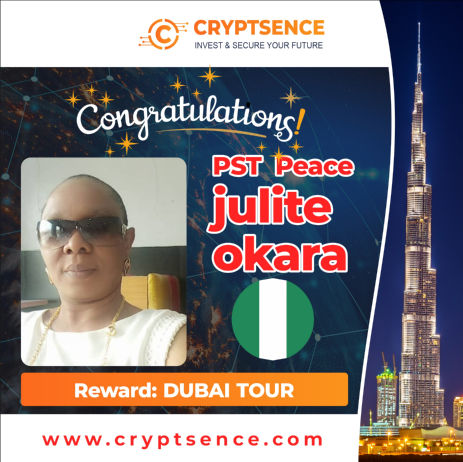 CRYPTSENCE
INVEST & SECURE YOUR FUTURE
Congratulations!
PST Peace
julite
okara
Reward: DUBAI TOUR
www.cryptsence.com